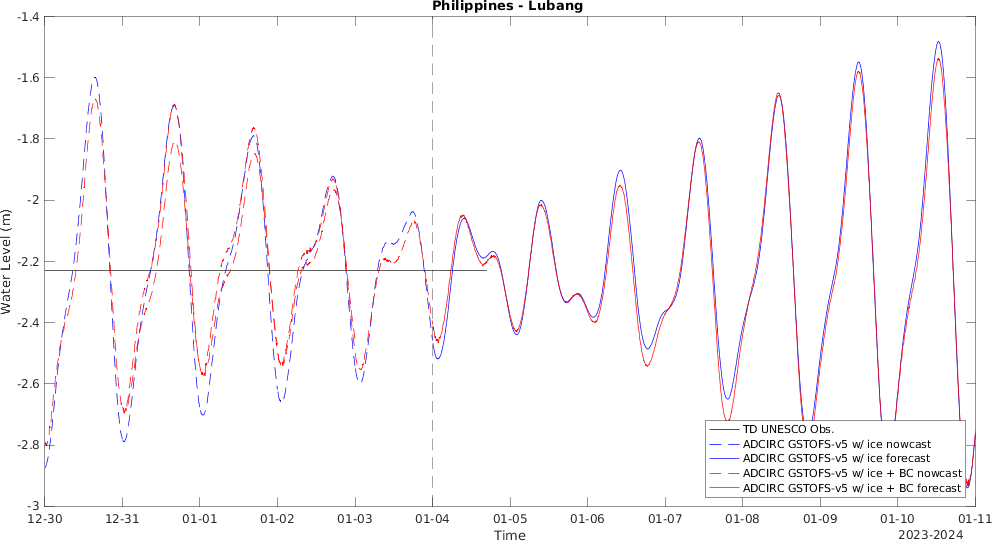 Philippines - Lubang
-1.4
-1.6
-1.8
-2
-2.2
-2.4
-2.6
-2.8
-3
Water Level (m)
TD UNESCO Obs.
ADCIRC GSTOFS-v5 w/ ice nowcast
ADCIRC GSTOFS-v5 w/ ice forecast
ADCIRC GSTOFS-v5 w/ ice + BC nowcast
ADCIRC GSTOFS-v5 w/ ice + BC forecast
12-30 12-31 01-01 01-02 01-03 01-04 01-05 01-06 01-07 01-08 01-09 01-10 01-11
Time
2023-2024